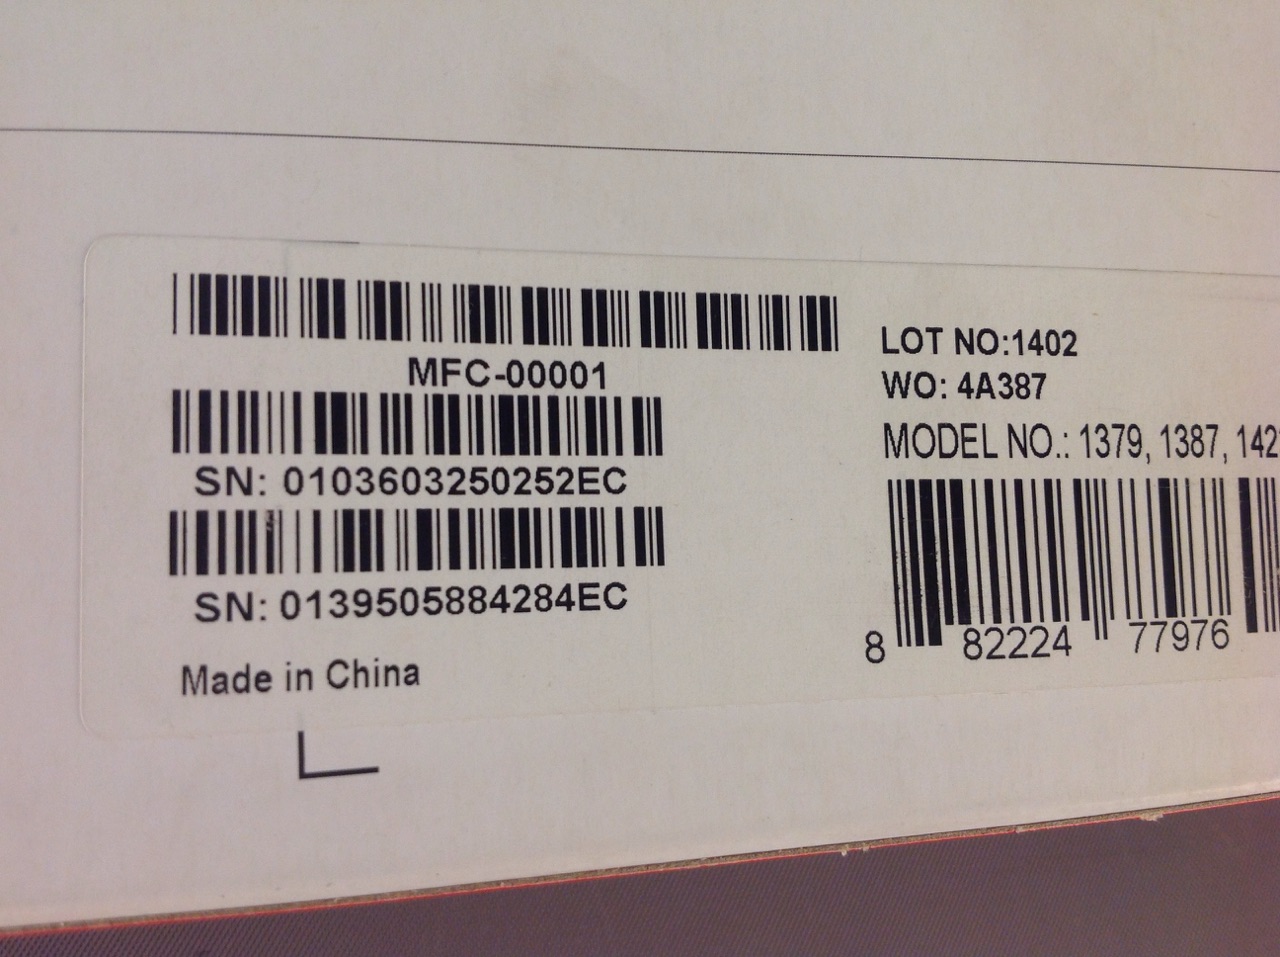 MFC-00001
SN: 0103603250252EC
SN: 0139505884284EC
Made in China
LOT NO:1402
WO: 4A387
MODEL NO.: 1379, 1387, 142
8 82224 77976